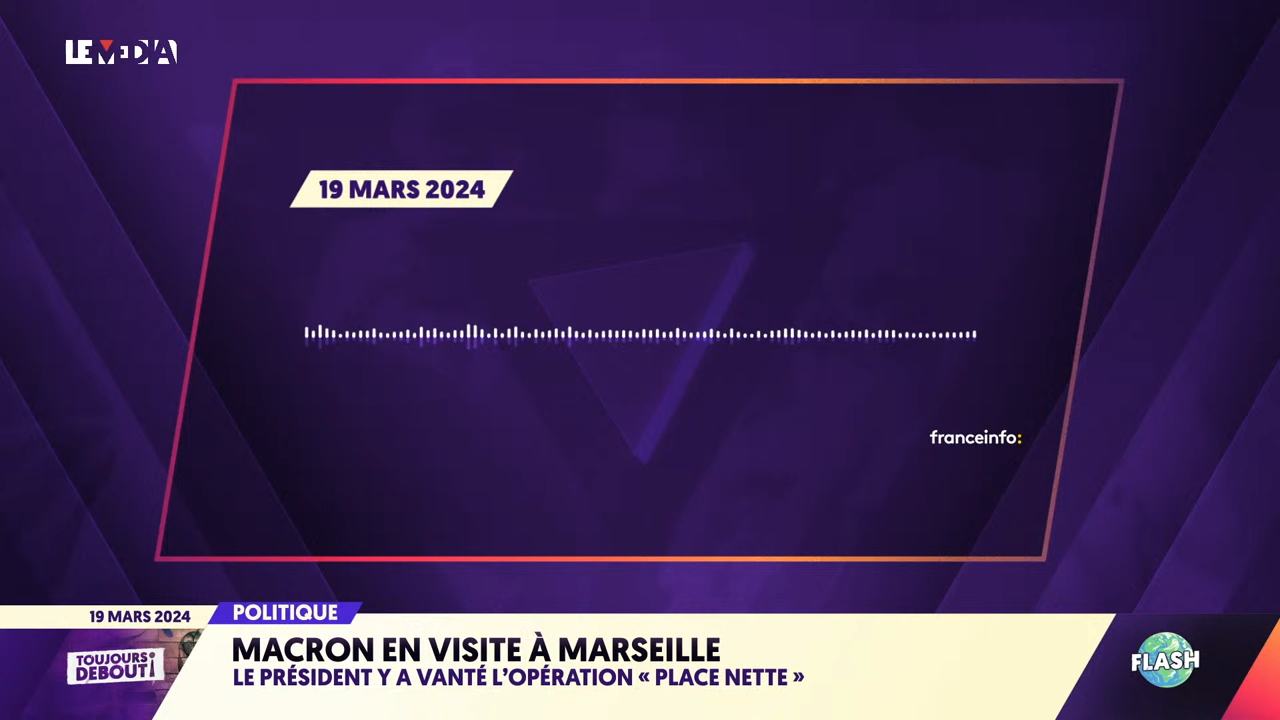 LE MEDIA
19 MARS 2024
franceinfo:
19 MARS 2024
POLITIQUE
TOUJOURS
DEBOUT!
MACRON EN VISITE À MARSEILLE
LE PRÉSIDENT Y A VANTÉ L'OPÉRATION « PLACE NETTE »
FLASH